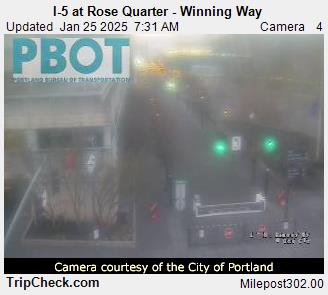 I-5 at Rose Quarter - Winning Way
Updated Jan 25 2025 7:31 AM Camera 4
PBOT
PORTLAND BUREAU OF TRANSPORTATION
Camera courtesy of the City of Portland
TripCheck.com Milepost302.00